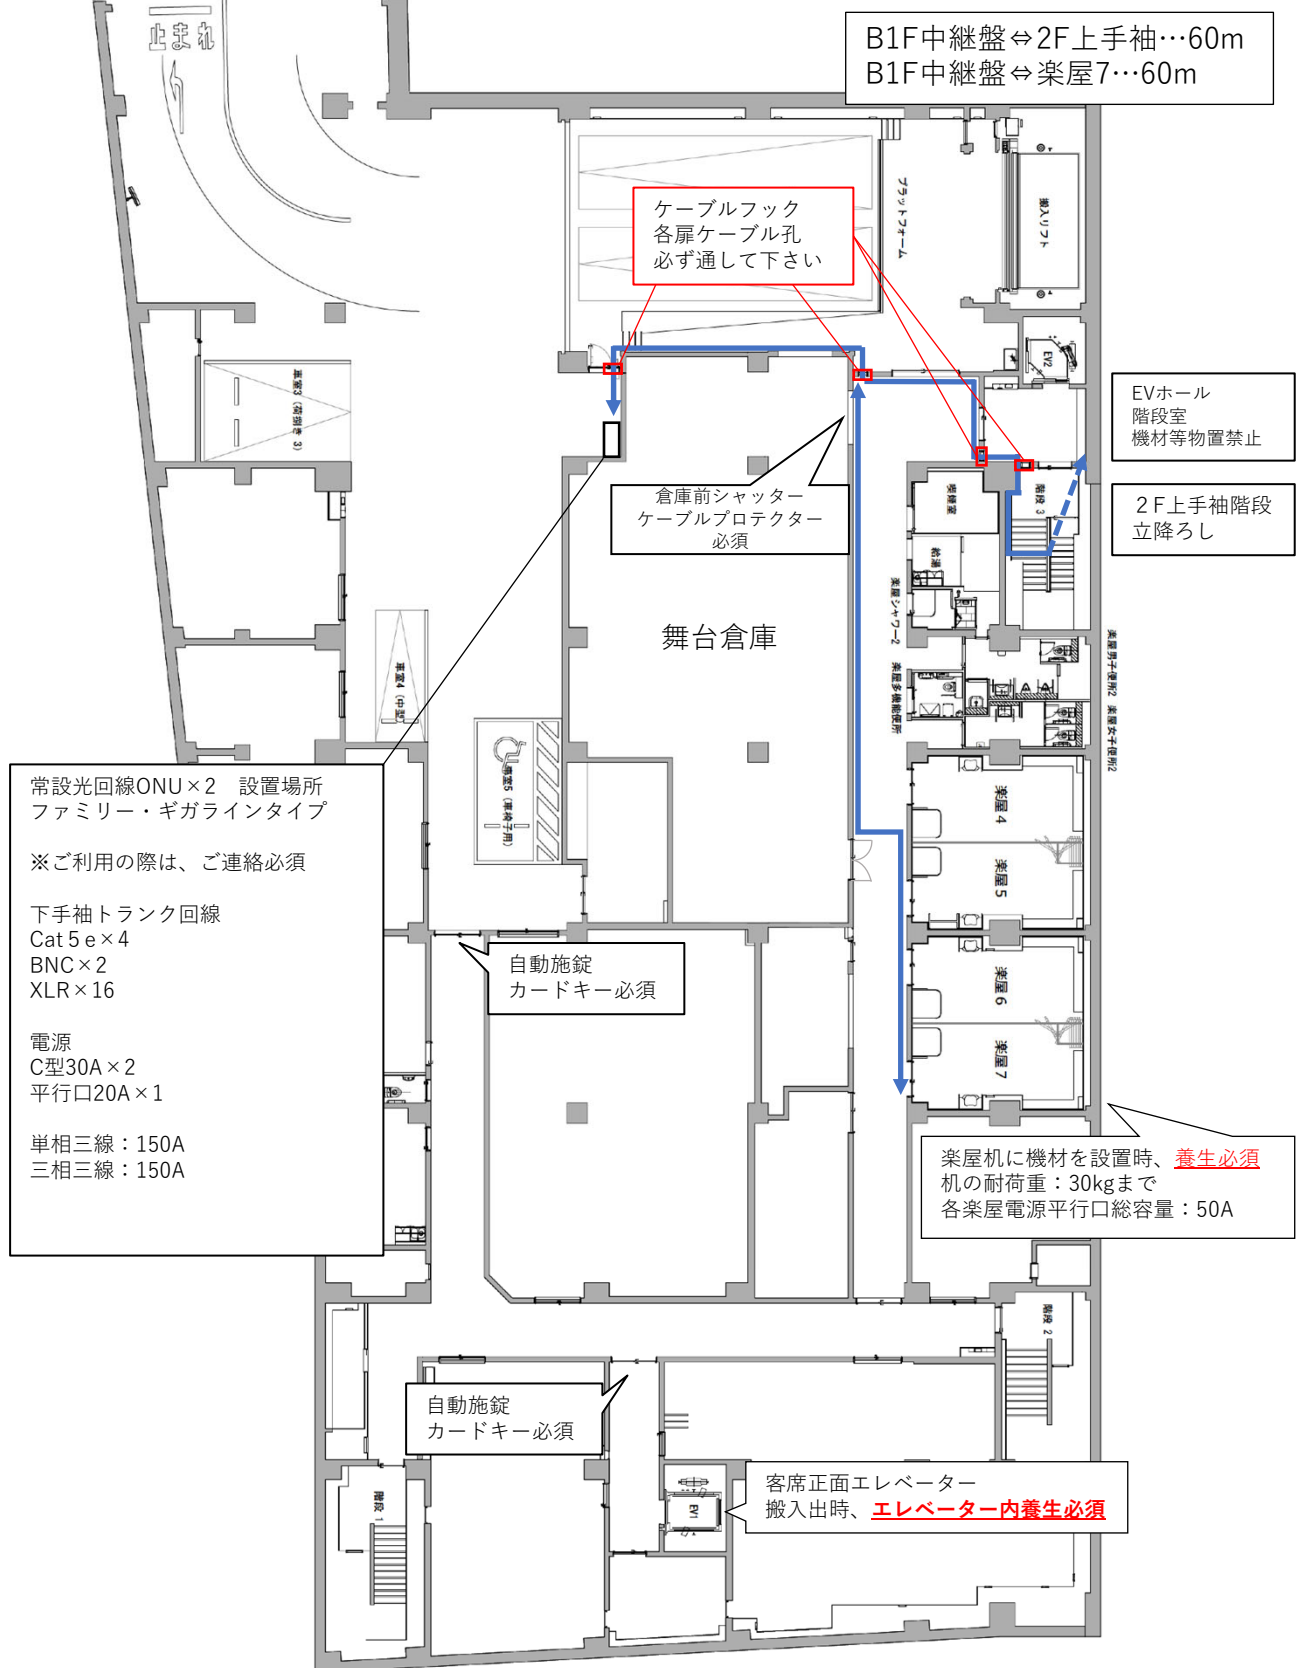 止まれ
B1F中継盤⇔2F上手袖…60m
B1F中継盤⇔楽屋7…60m
ケーブルフック
各扉ケーブル孔
必ず通して下さい
プラットフォーム
搬入リフト
EV2
EVホール
階段室
機材等物置禁止
車室3（荷捌き 3）
倉庫前シャッター
ケーブルプロテクター
必須
喫煙室
階段 3
２F上手袖階段
立降ろし
給湯
楽屋シャワー2
楽屋多機能便所
舞台倉庫
楽屋男子便所2
楽屋女子便所2
車室4（中型）
車室5（車椅子用）
楽屋 4
楽屋 5
楽屋 6
楽屋 7
常設光回線ONU×2　設置場所
ファミリー・ギガラインタイプ
※ご利用の際は、ご連絡必須
下手袖トランク回線
Cat 5 e×4
BNC×2
XLR×16
電源
C型30A×2
平行口20A×1
単相三線：150A
三相三線：150A
自動施錠
カードキー必須
楽屋机に機材を設置時、養生必須
机の耐荷重：30kgまで
各楽屋電源平行口総容量：50A
階段 2
自動施錠
カードキー必須
客席正面エレベーター
搬入出時、エレベーター内養生必須
EV1
階段 1